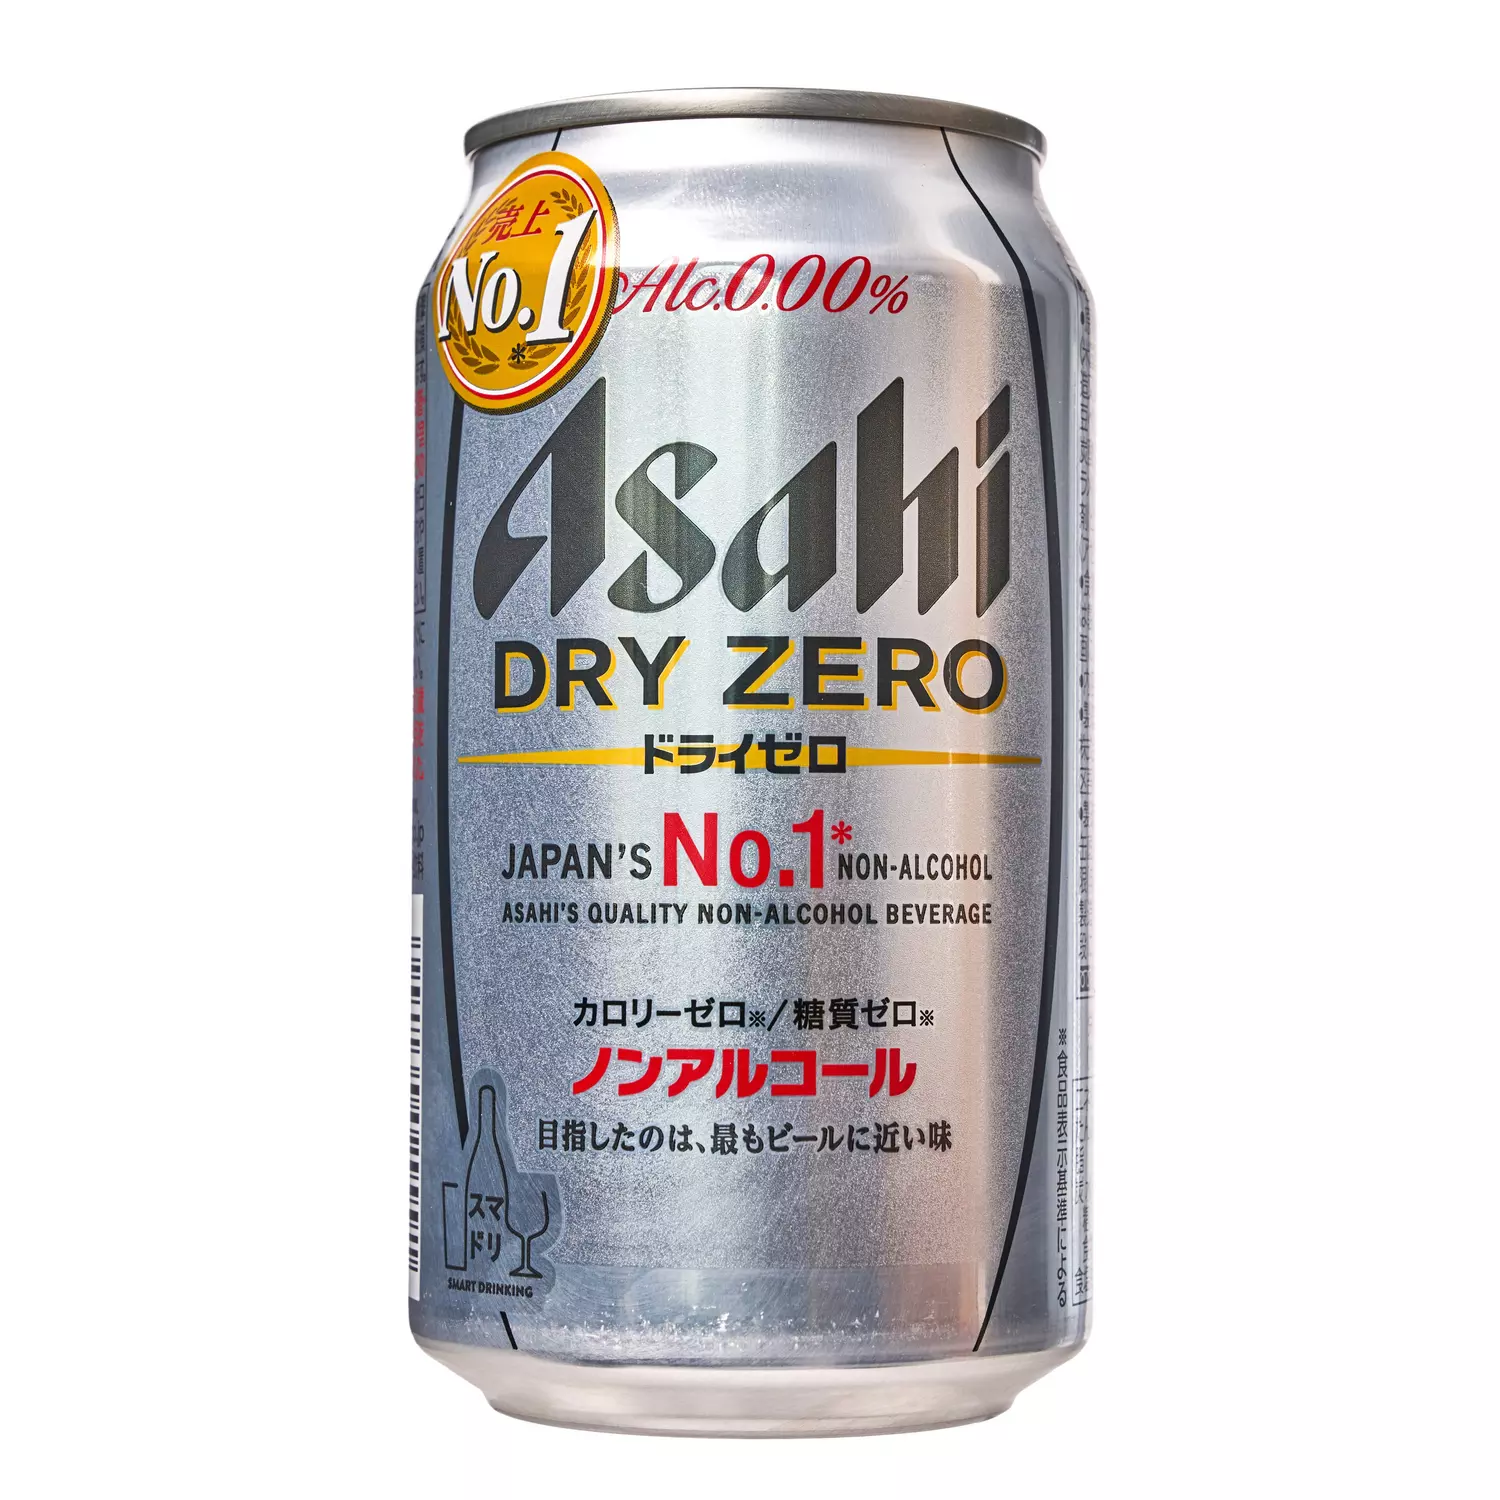 売上
No.1
*
Alc.0.00%
Asahi
DRY ZERO
ドライゼロ
JAPAN'S No.1* NON-ALCOHOL
ASAHI'S QUALITY NON-ALCOHOL BEVERAGE
カロリーゼロ※/糖質ゼロ※
ノンアルコール
目指したのは、最もビールに近い味
スマ
ドリ
SMART DRINKING
※食品表示基準による